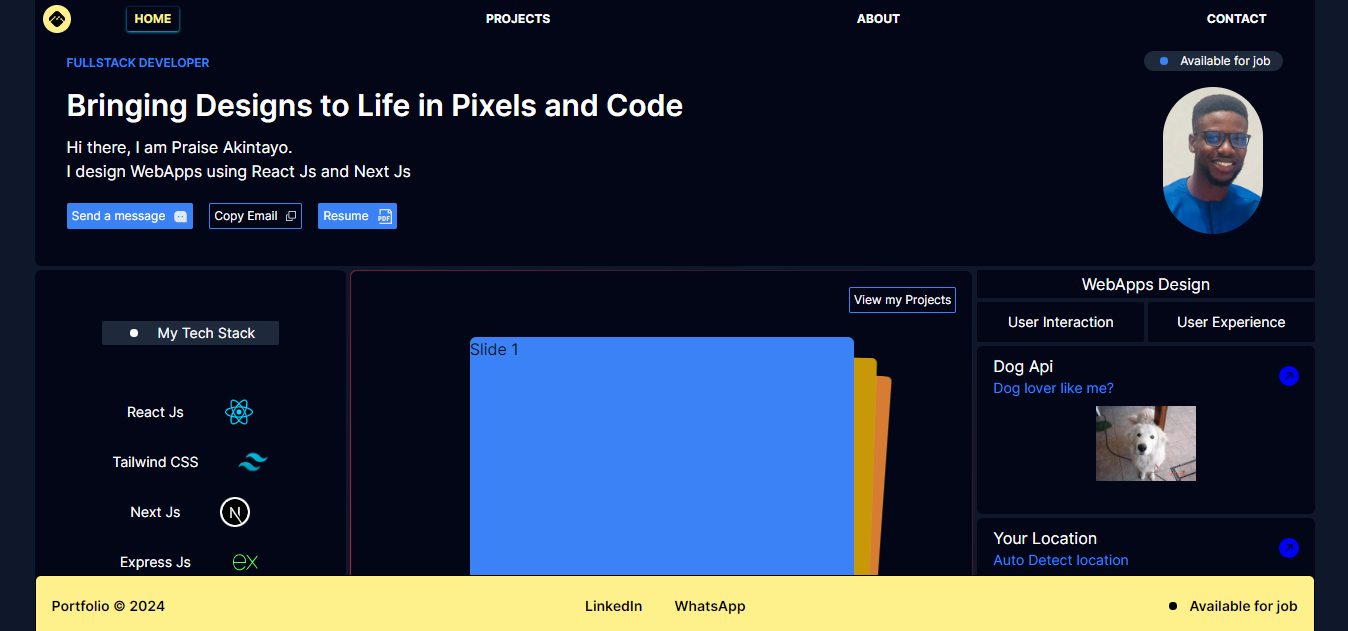 HOME
PROJECTS
ABOUT
CONTACT
FULLSTACK DEVELOPER
Available for job
Bringing Designs to Life in Pixels and Code
Hi there, I am Praise Akintayo.
I design WebApps using React Js and Next Js
Send a message
Copy Email
Resume
PDF
My Tech Stack
React Js
Tailwind CSS
Next Js
N
Express Js
ex
View my Projects
Slide 1
WebApps Design
User Interaction
User Experience
Dog Api
Dog lover like me?
Your Location
Auto Detect location
Portfolio © 2024
LinkedIn
WhatsApp
Available for job